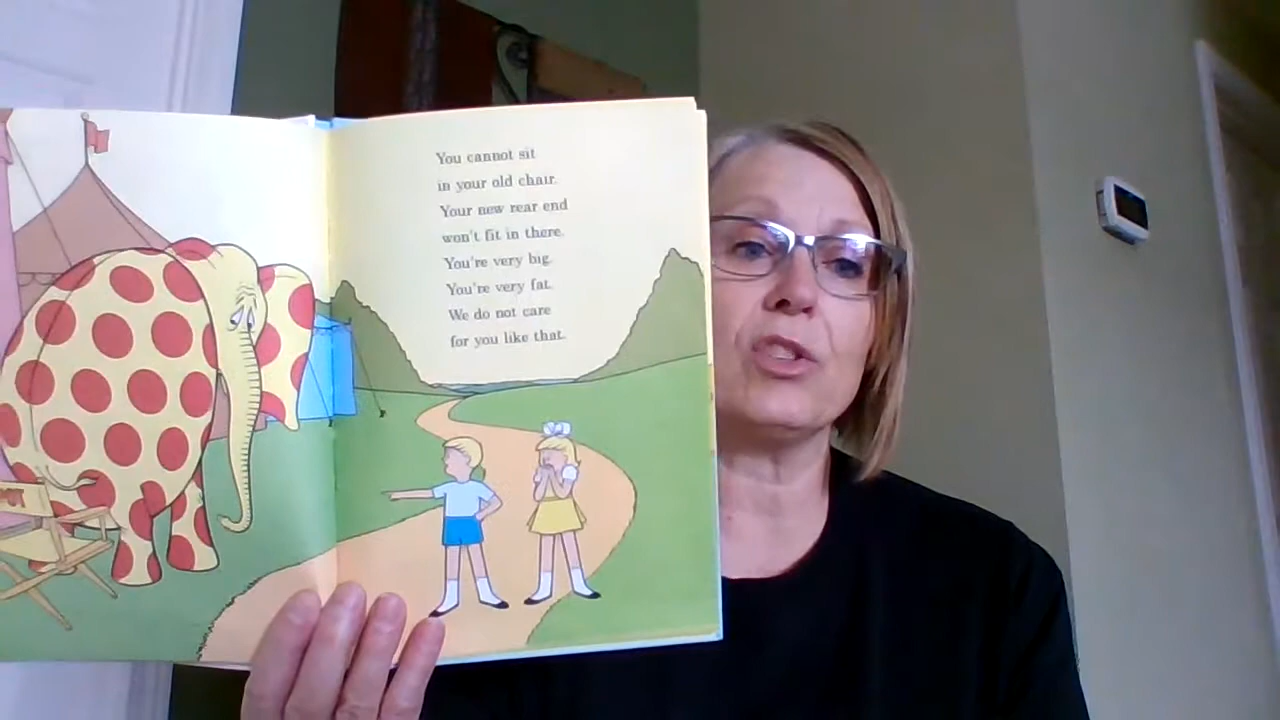 You cannot sit
in your old chair.
Your new rear end
won't fit in there.
You're very big.
You're very fat.
We do not care
for you like that.